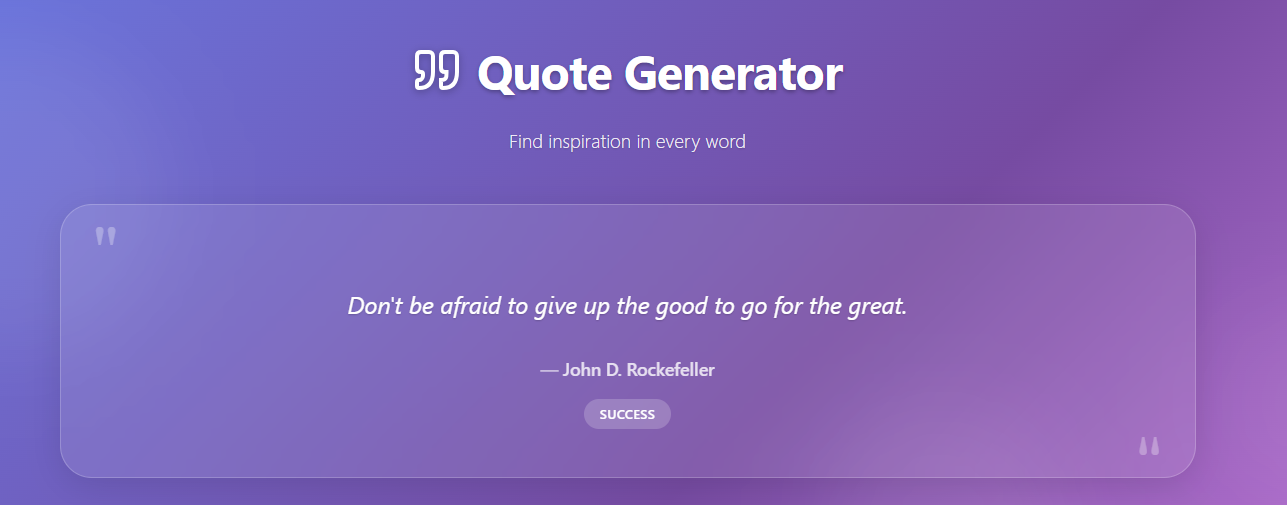 Quote Generator
Find inspiration in every word
"
Don't be afraid to give up the good to go for the great.
— John D. Rockefeller
SUCCESS
"